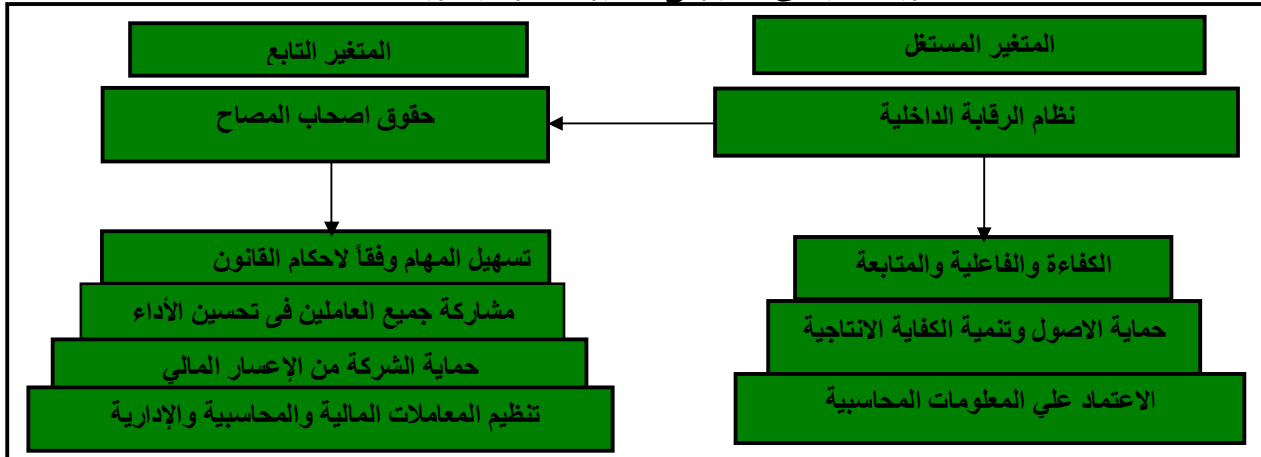 المتغير المستغل
المتغير التابع
نظام الرقابة الداخلية
حقوق اصحاب المصاح
الكفاءة والفاعلية والمتابعة
حماية الاصول وتنمية الكفاية الانتاجية
الاعتماد علي المعلومات المحاسبية
تسهيل المهام وفقاً لاحكام القانون
مشاركة جميع العاملين فى تحسين الأداء
حماية الشركة من الإعسار المالي
تنظيم المعاملات المالية والمحاسبية والإدارية